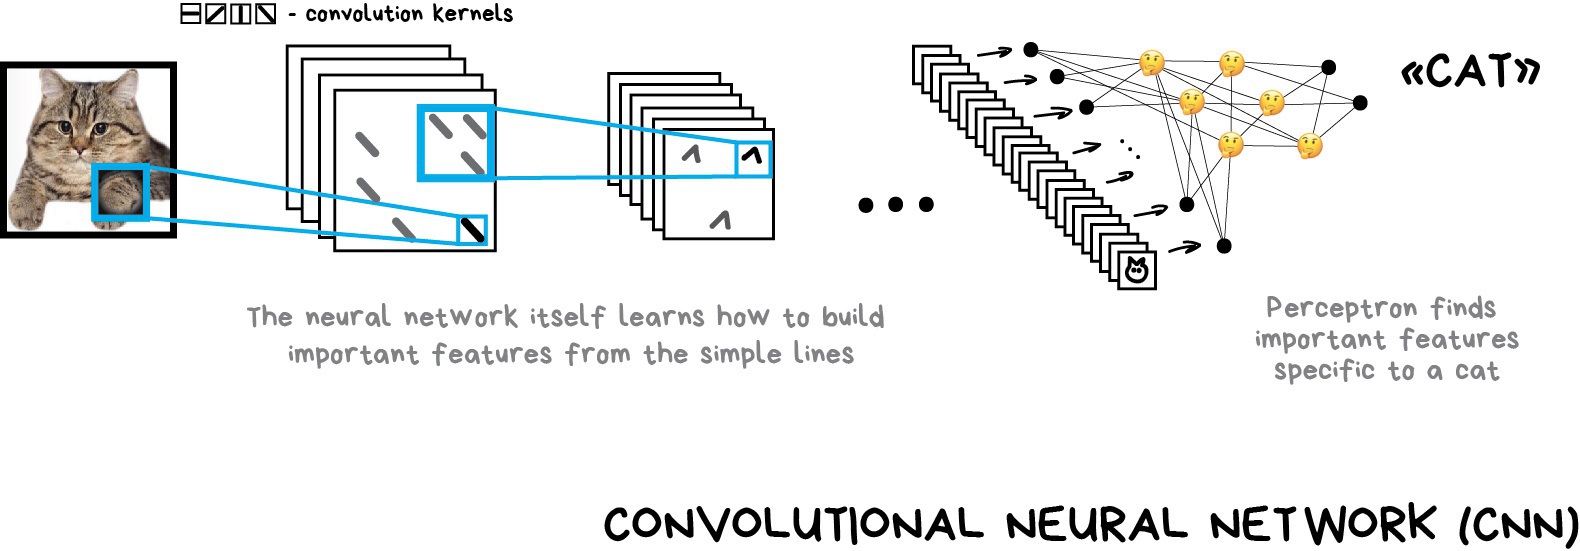 - convolution kernels
«CAT»
The neural network itself learns how to build
important features from the simple lines
Perceptron finds
important features
specific to a cat
CONVOLUTIONAL NEURAL NETWORK (CNN)